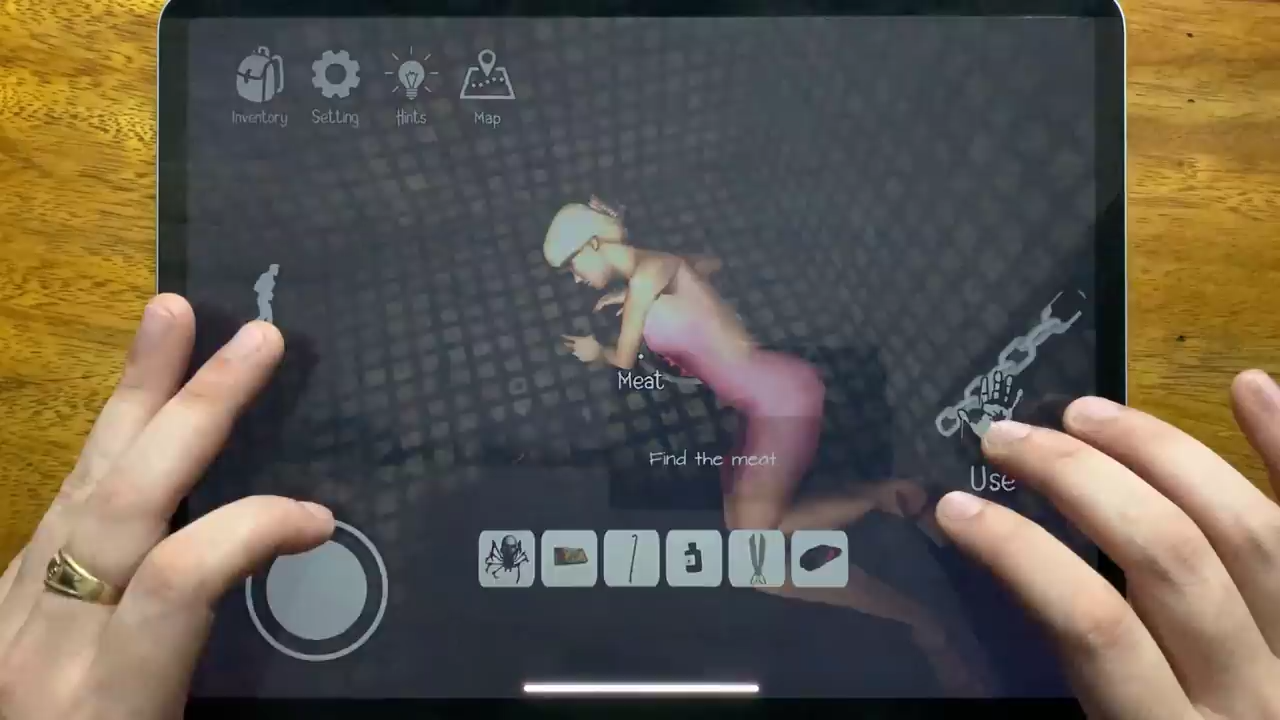 Inventory
Setting
Hints
Map
Meat
Find the meat
Use